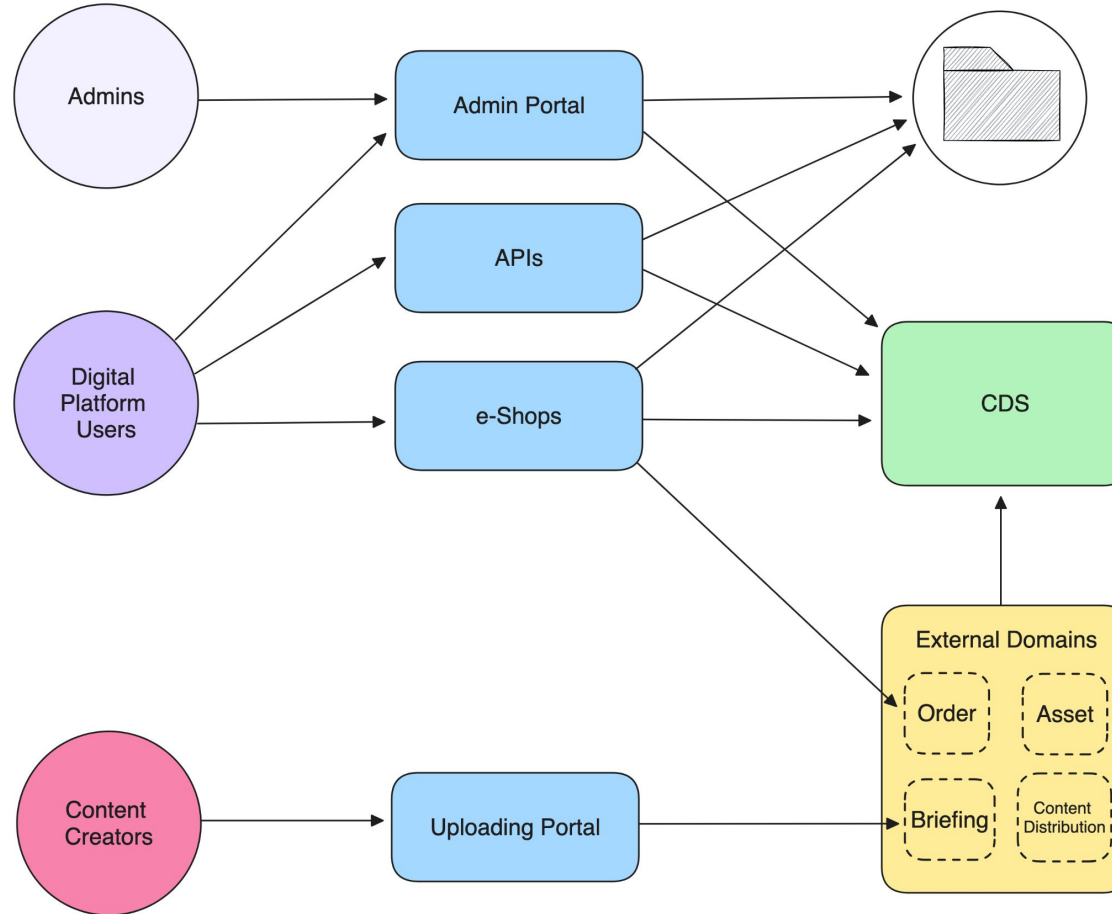 Admins
Admin Portal
APIs
Digital
Platform
Users
e-Shops
CDS
External Domains
Order
Asset
Content
Creators
Uploading Portal
Briefing
Content
Distribution